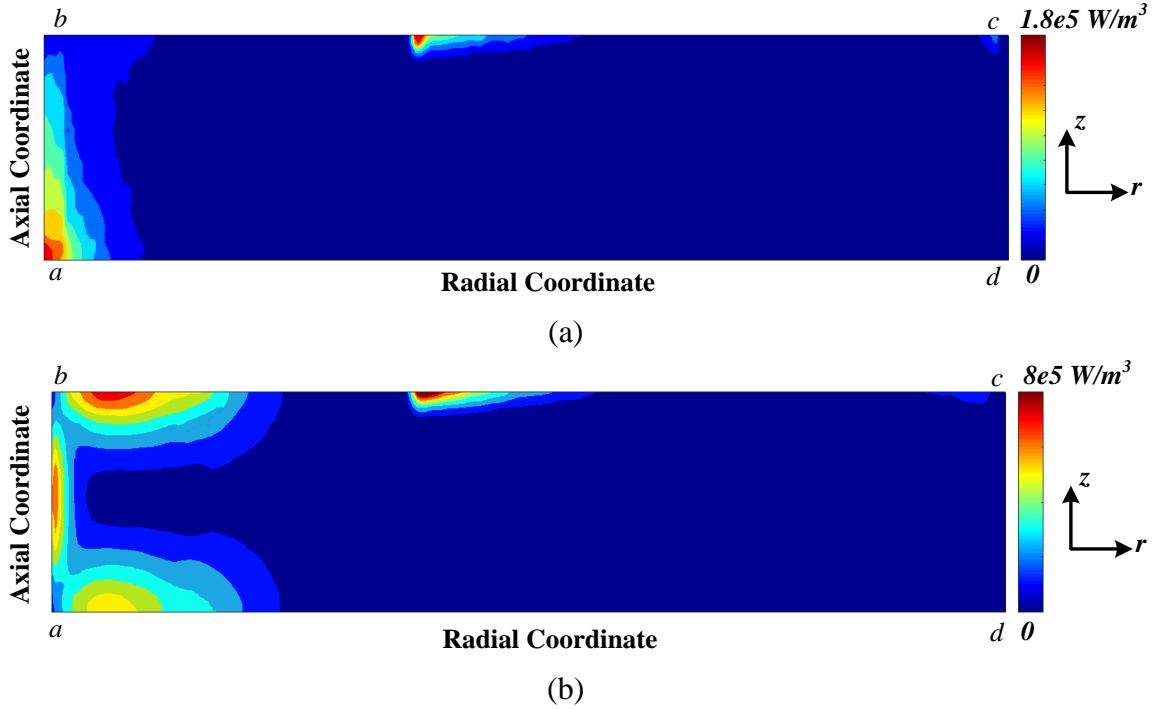 b
c
1.8e5 W/m³
Axial Coordinate
z
r
a
Radial Coordinate
d
0
(a)
b
c
8e5 W/m³
Axial Coordinate
z
r
a
Radial Coordinate
d
0
(b)